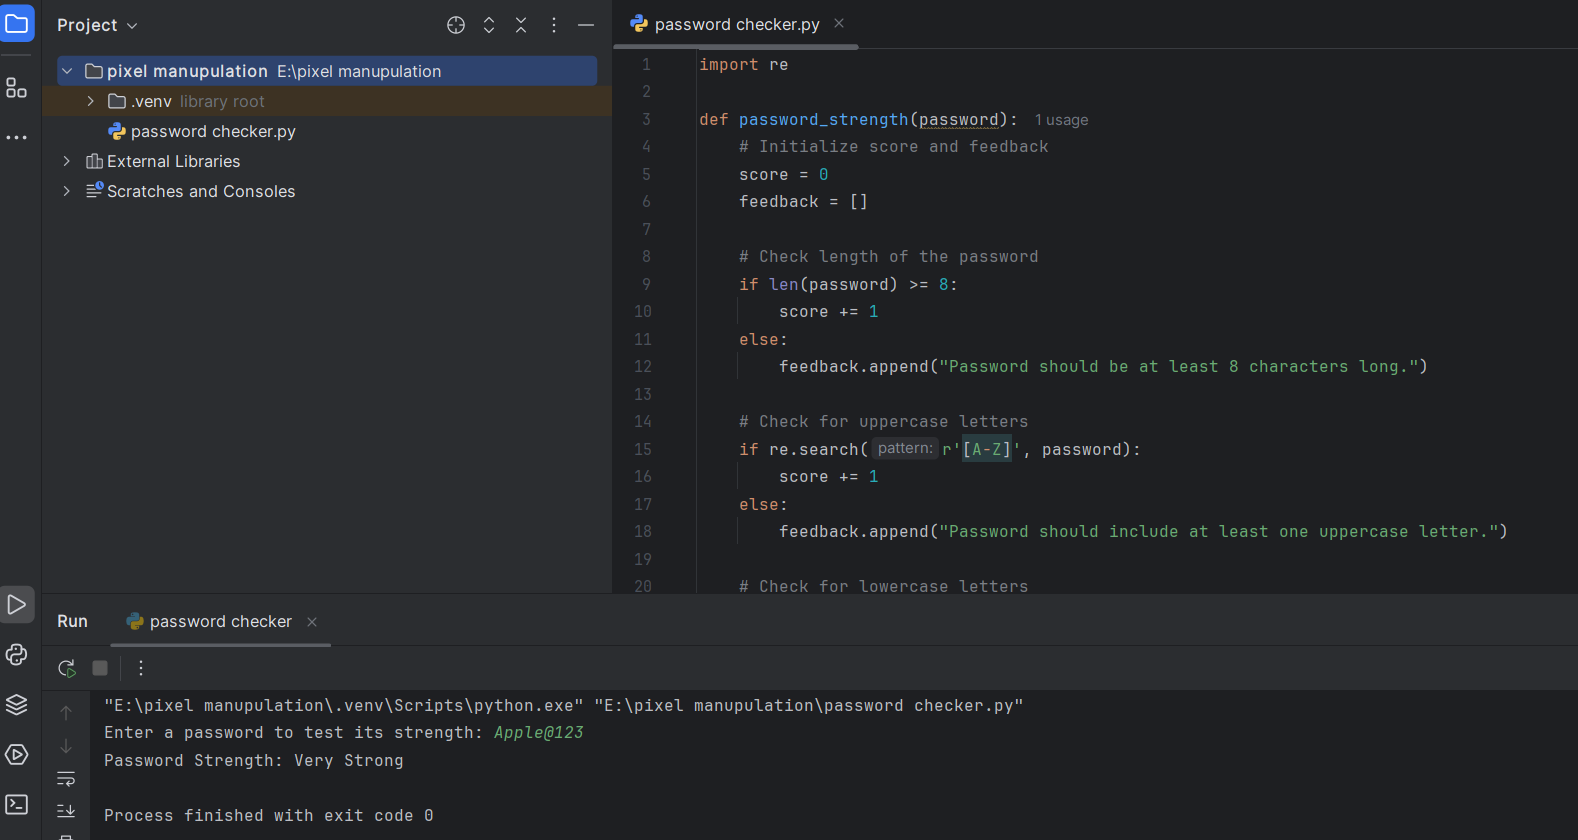 Project
pixel manupulation E:\pixel manupulation
.venv library root
password checker.py
External Libraries
Scratches and Consoles
password checker.py
1 import re
2
3 def password_strength(password): 1 usage
4 # Initialize score and feedback
5 score = 0
6 feedback = []
7
8 # Check length of the password
9 if len(password) >= 8:
10 score += 1
11 else:
12 feedback.append("Password should be at least 8 characters long.")
13
14 # Check for uppercase letters
15 if re.search( pattern: r'[A-Z]', password):
16 score += 1
17 else:
18 feedback.append("Password should include at least one uppercase letter.")
19
20 # Check for lowercase letters
Run password checker
"E:\pixel manupulation\.venv\Scripts\python.exe" "E:\pixel manupulation\password checker.py"
Enter a password to test its strength: Apple@123
Password Strength: Very Strong
Process finished with exit code 0